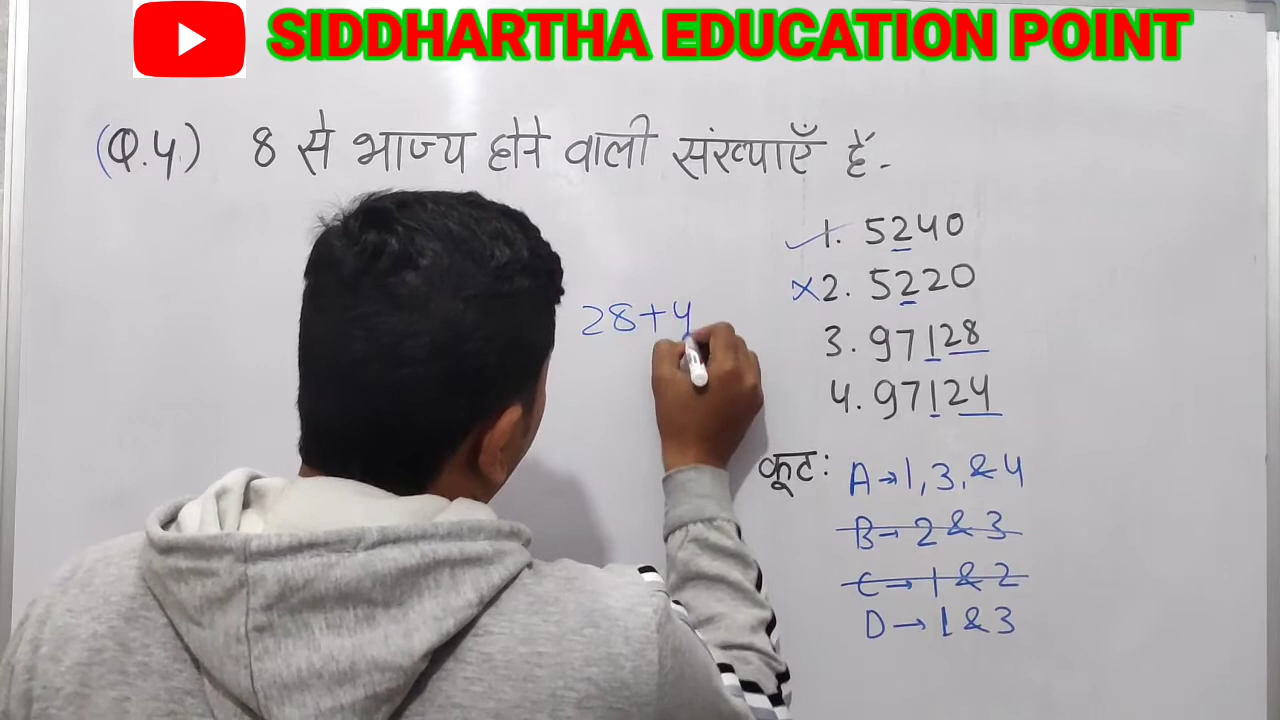 SIDDHARTHA EDUCATION POINT
(Q.4) 8 से भाज्य होने वाली संख्याएँ हैं-
1. 5240
×2. 5220
28+4
3. 97128
4. 97124
कूटः A→1, 3, & 4
B→ 2 & 3
C→ 1 & 2
D→ 1 & 3